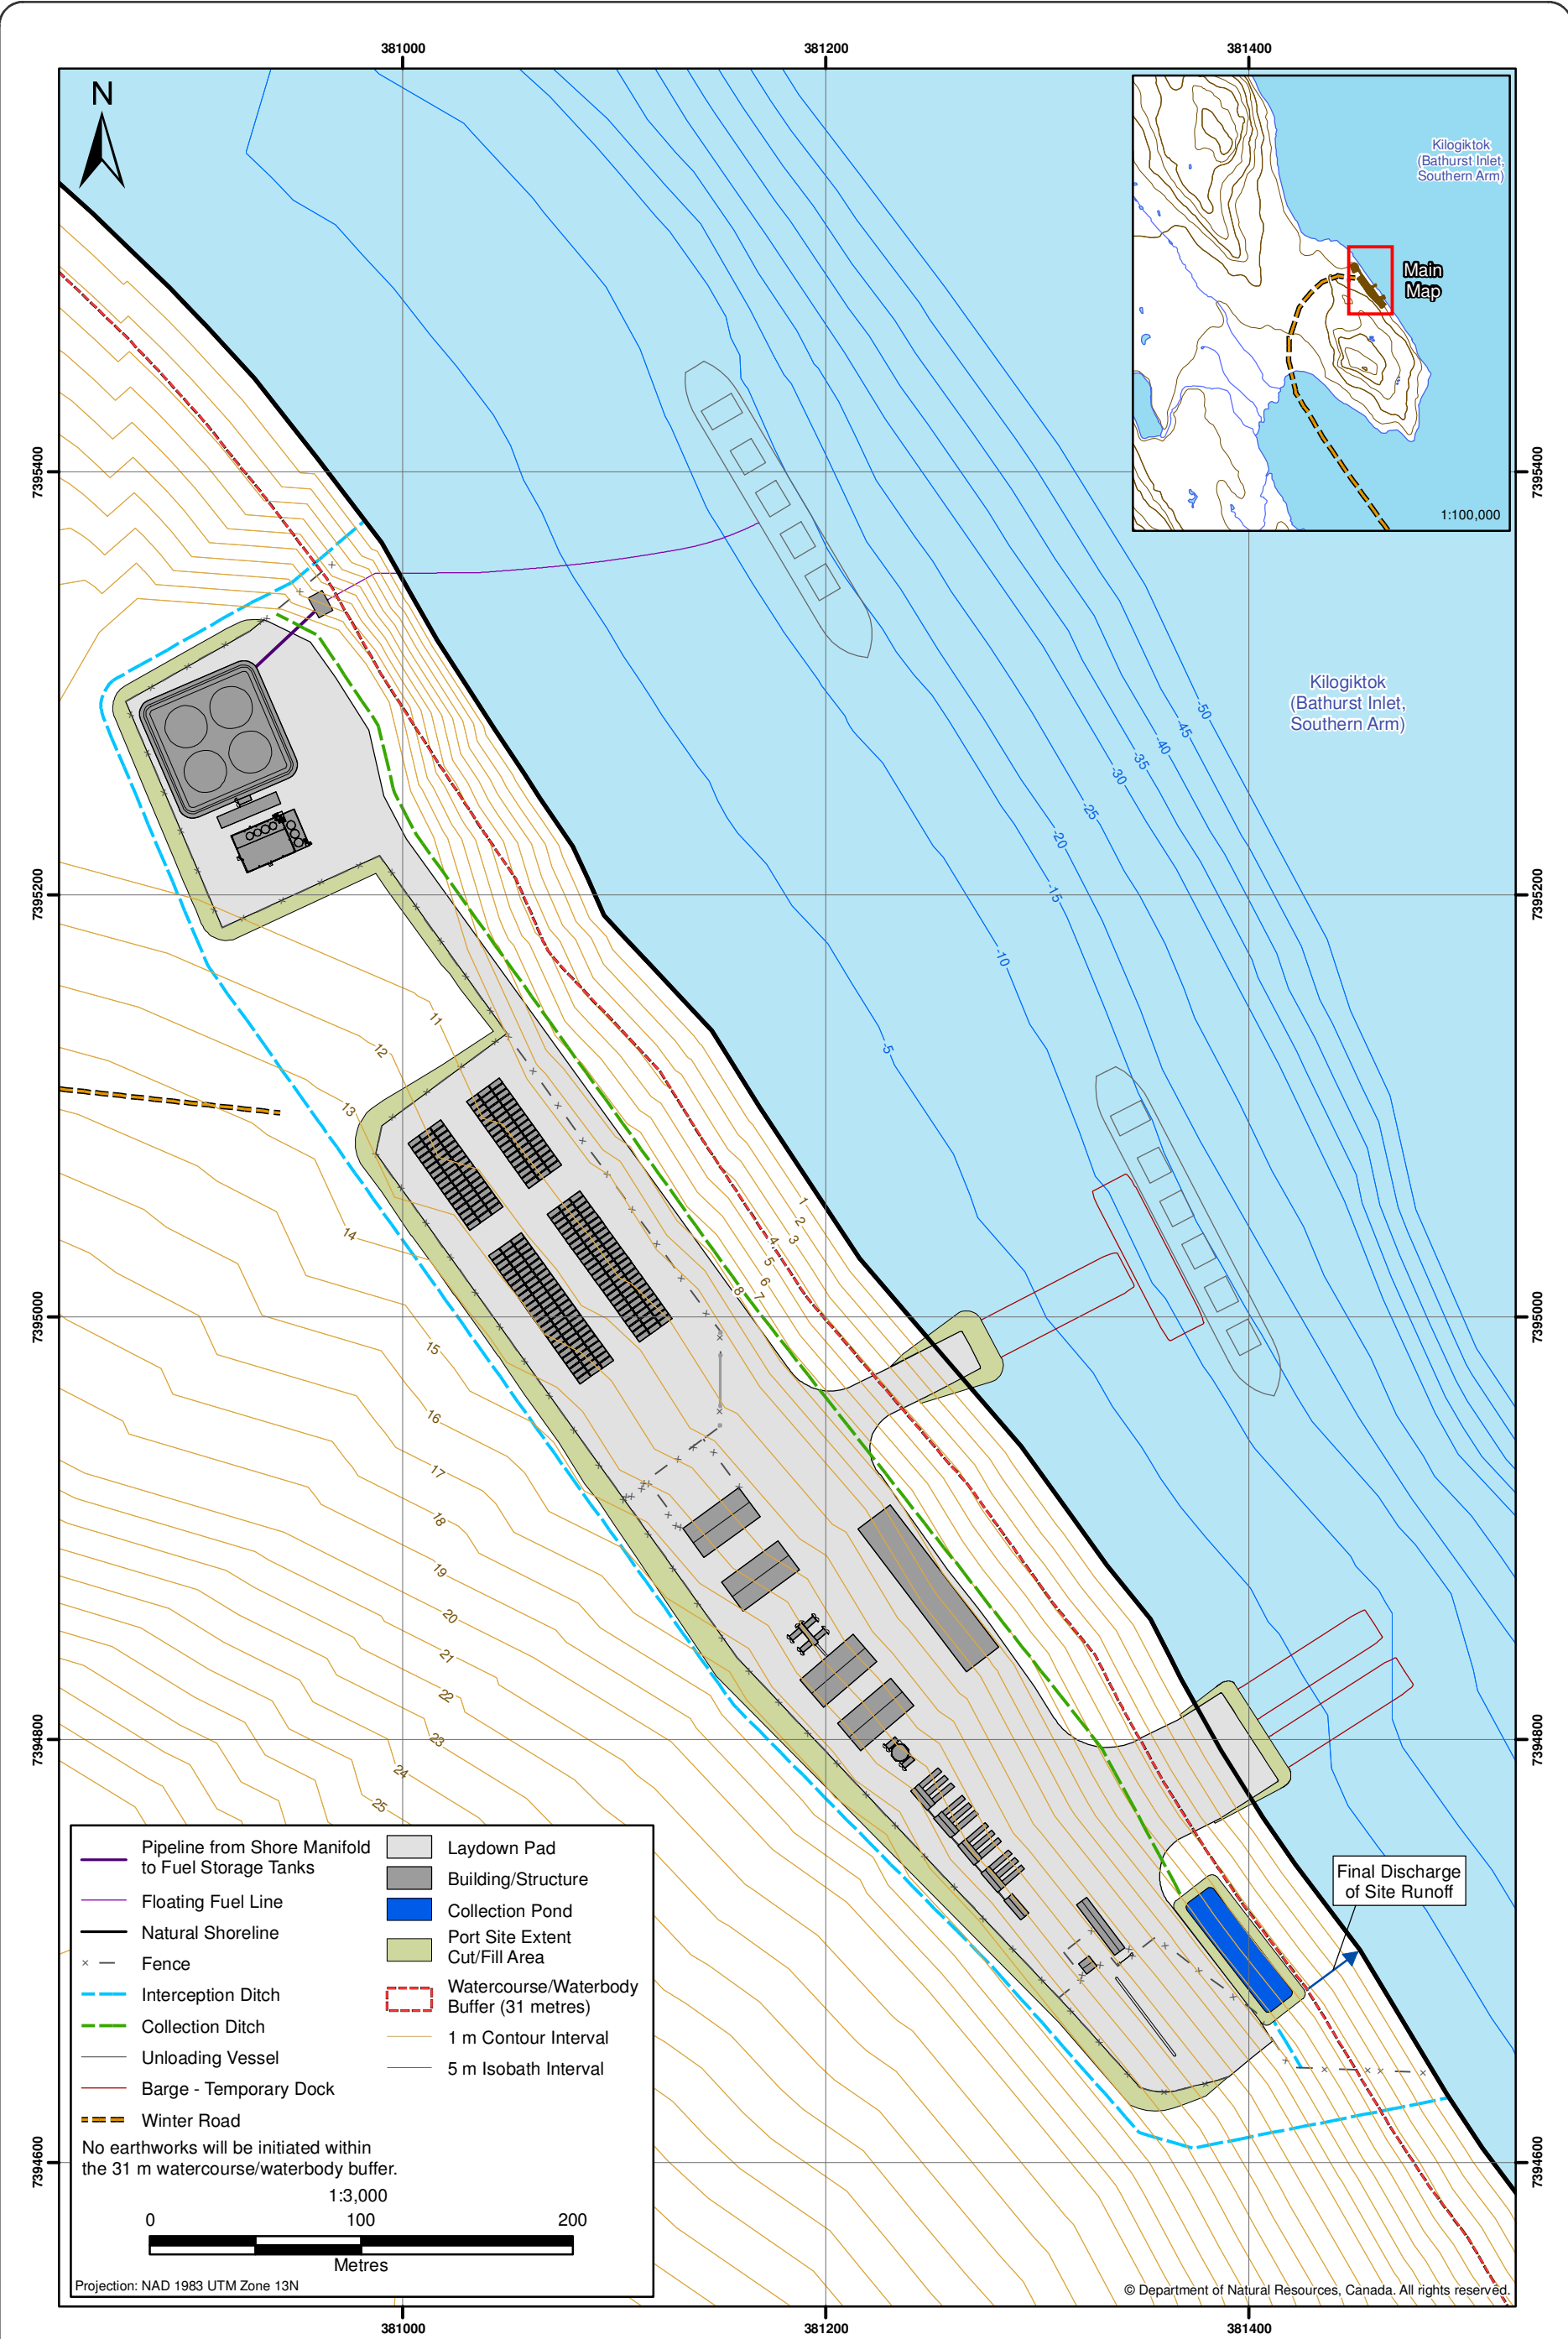 381000
381200
381400
N
Kilogiktok
(Bathurst Inlet,
Southern Arm)
Main
Map
1:100,000
7395400
7395400
Kilogiktok
(Bathurst Inlet,
Southern Arm)
-50
-45
-40
-35
-30
-25
-20
-15
-10
-5
7395200
7395200
11
12
13
14
15
16
17
18
19
20
21
22
23
24
25
1
2
3
4
5
6
7
8
7395000
7395000
7394800
7394800
Final Discharge
of Site Runoff
Pipeline from Shore Manifold
to Fuel Storage Tanks
Floating Fuel Line
Natural Shoreline
Fence
Interception Ditch
Collection Ditch
Unloading Vessel
Barge - Temporary Dock
Winter Road
Laydown Pad
Building/Structure
Collection Pond
Port Site Extent
Cut/Fill Area
Watercourse/Waterbody
Buffer (31 metres)
1 m Contour Interval
5 m Isobath Interval
No earthworks will be initiated within
the 31 m watercourse/waterbody buffer.
1:3,000
0 100 200
Metres
Projection: NAD 1983 UTM Zone 13N
7394600
7394600
© Department of Natural Resources, Canada. All rights reserved.
381000
381200
381400